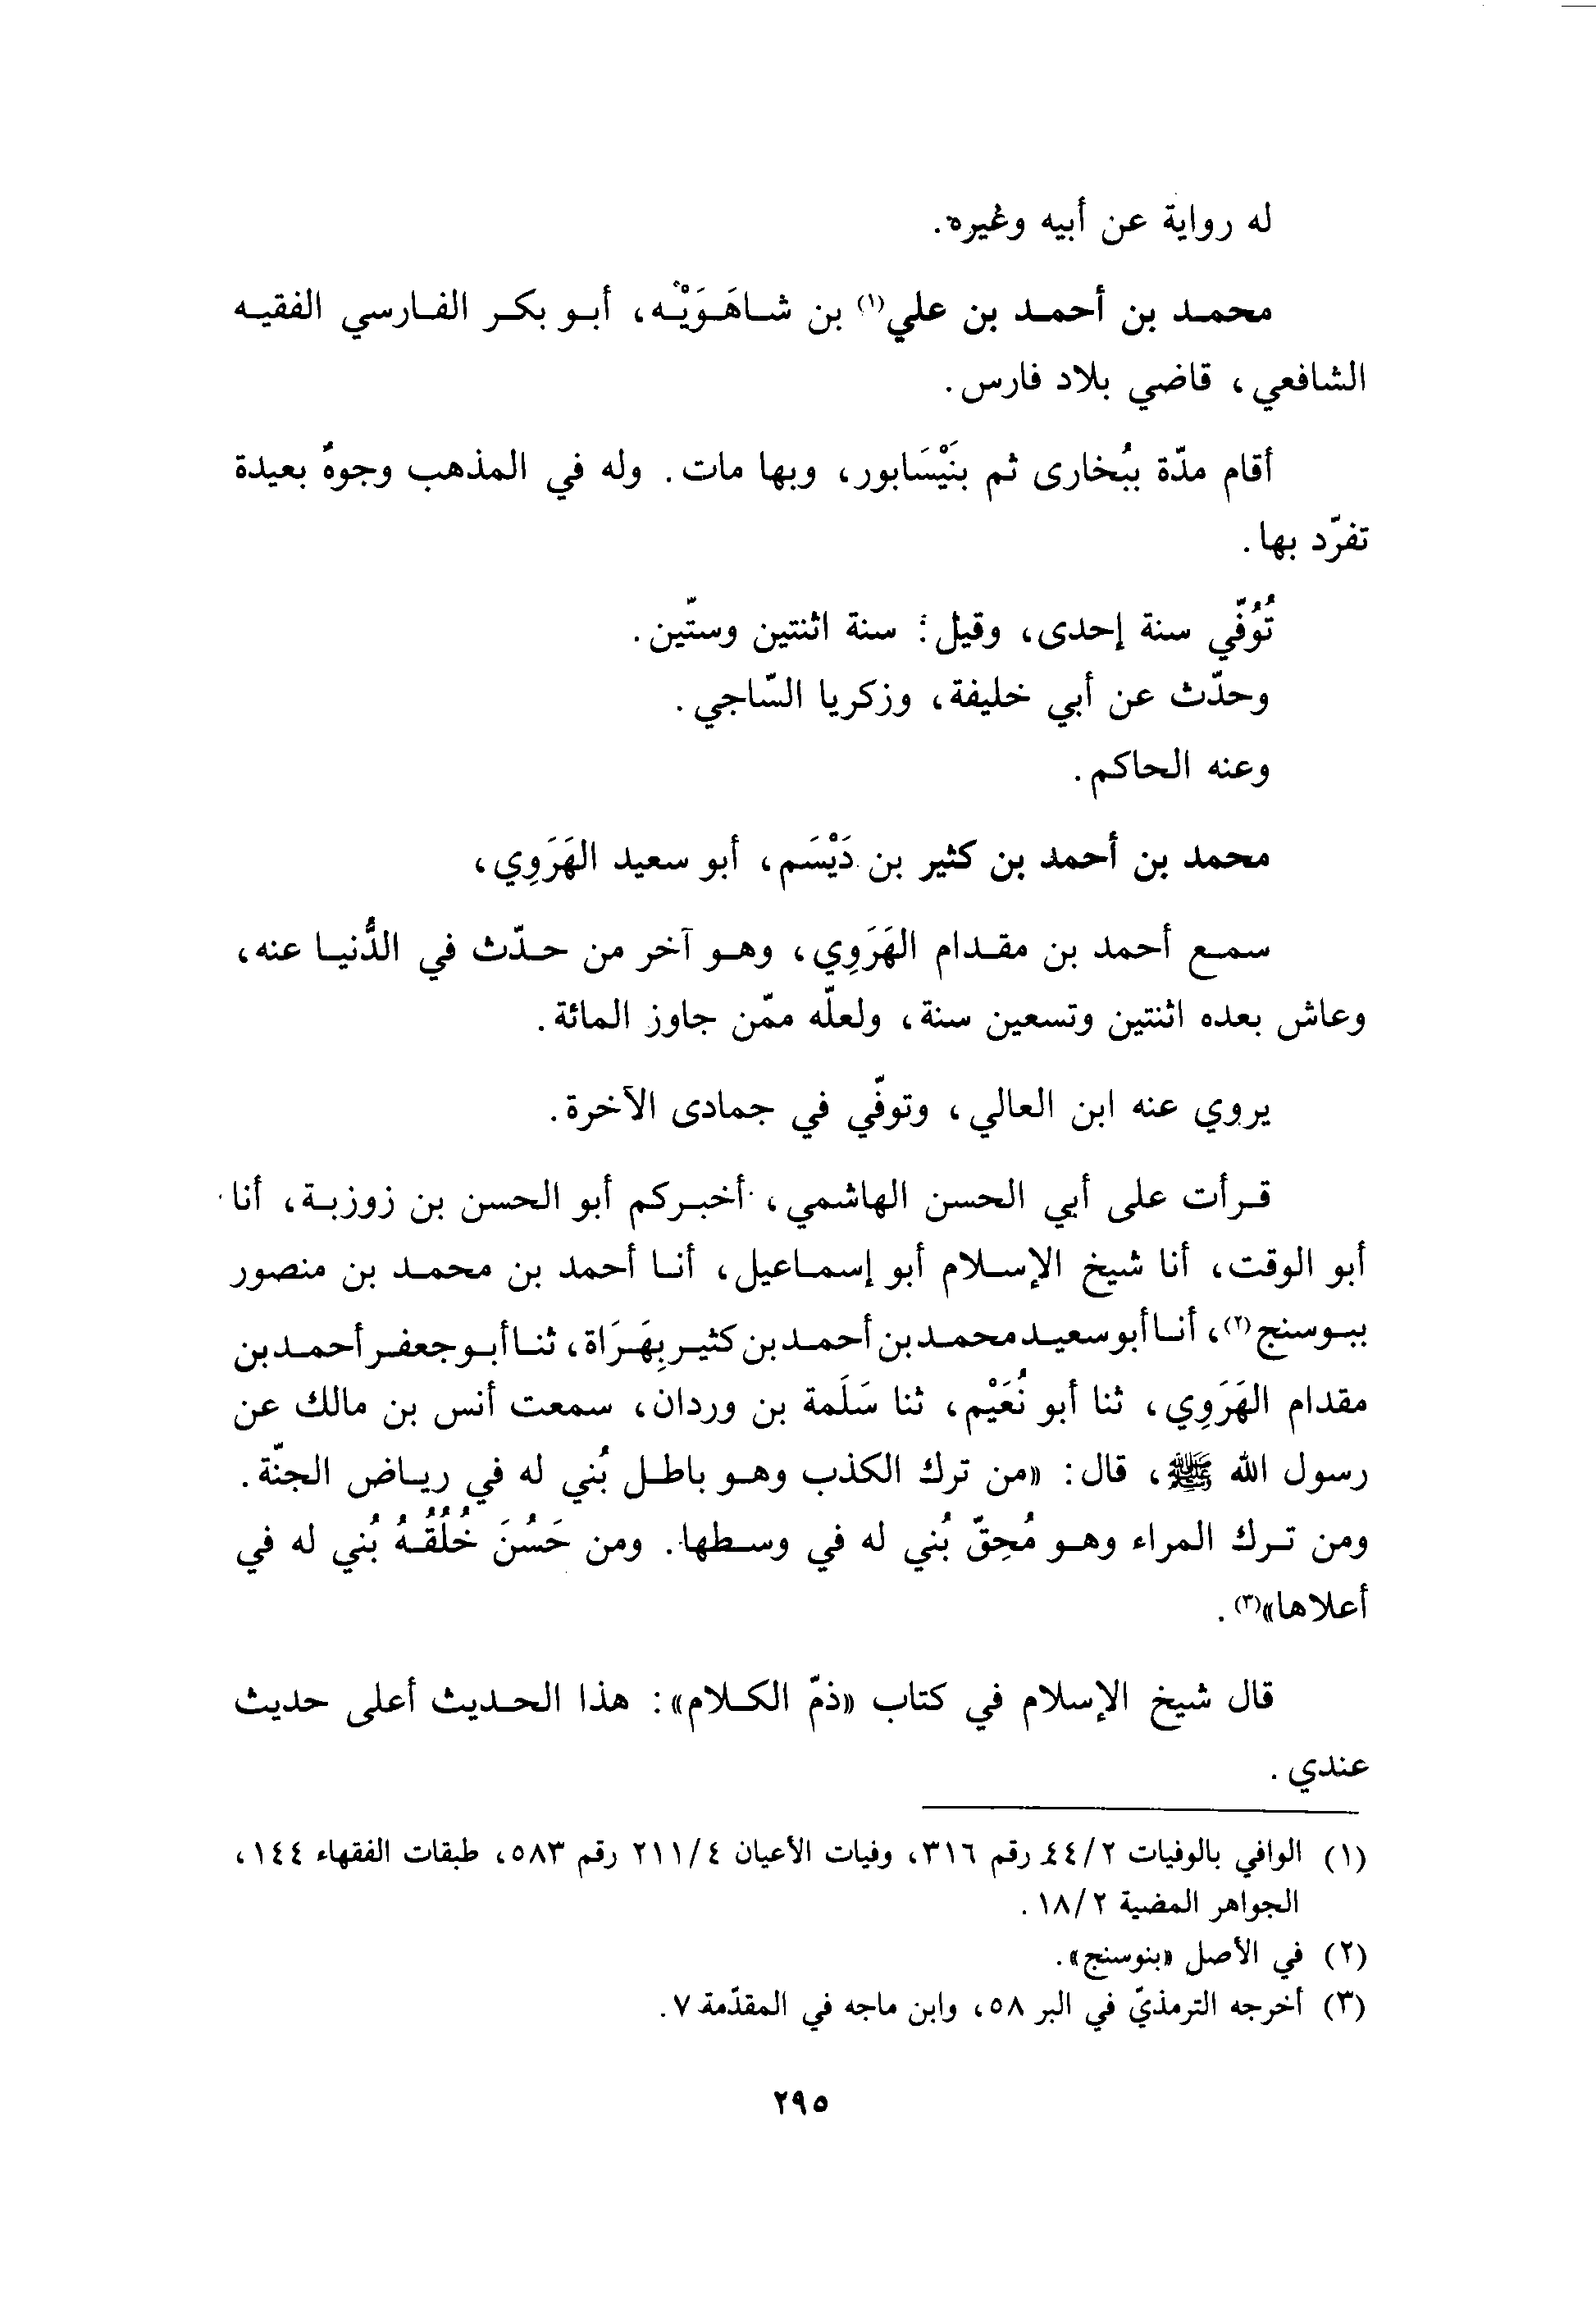 له رواية عن أبيه وغيره.
محمد بن أحمد بن علي(١) بن شاهَوَيْه، أبو بكر الفارسي الفقيه
الشافعي، قاضي بلاد فارس.
أقام مدّة ببُخارى ثم بنَيْسَابور، وبها مات. وله في المذهب وجوهٌ بعيدة
تفرّد بها.
تُوُفّي سنة إحدى، وقيل: سنة اثنتين وستّين.
وحدّث عن أبي خليفة، وزكريا السّاجي.
وعنه الحاكم.
محمد بن أحمد بن كثير بن دَيْسَم، أبو سعيد الهَرَوِي،
سمع أحمد بن مقدام الهَرَوِي، وهو آخر من حدّث في الدُّنيا عنه،
وعاش بعده اثنتين وتسعين سنة، ولعلّه ممّن جاوز المائة.
يروي عنه ابن العالي، وتوفّي في جمادى الآخرة.
قرأت على أبي الحسن الهاشمي، أخبركم أبو الحسن بن زوزبة، أنا
أبو الوقت، أنا شيخ الإسلام أبو إسماعيل، أنا أحمد بن محمد بن منصور
ببوسنج(٢)، أنا أبو سعيد محمد بن أحمد بن كثير بِهَرَاة، ثنا أبو جعفر أحمد بن
مقدام الهَرَوِي، ثنا أبو نُعَيْم، ثنا سَلَمة بن وردان، سمعت أنس بن مالك عن
رسول الله ﷺ، قال: «من ترك الكذب وهو باطل بُني له في رياض الجنّة.
ومن ترك المراء وهو مُحِقّ بُني له في وسطها. ومن حَسُنَ خُلُقُهُ بُني له في
أعلاها»(٣).
قال شيخ الإسلام في كتاب «ذمّ الكلام»: هذا الحديث أعلى حديث
عندي.
(١) الوافي بالوفيات ٤٤/٢ رقم ٣١٦، وفيات الأعيان ٢١١/٤ رقم ٥٨٣، طبقات الفقهاء ١٤٤،
الجواهر المضية ١٨/٢.
(٢) في الأصل «بنوسنج».
(٣) أخرجه الترمذيّ في البر ٥٨، وابن ماجه في المقدّمة ٧.
٢٩٥